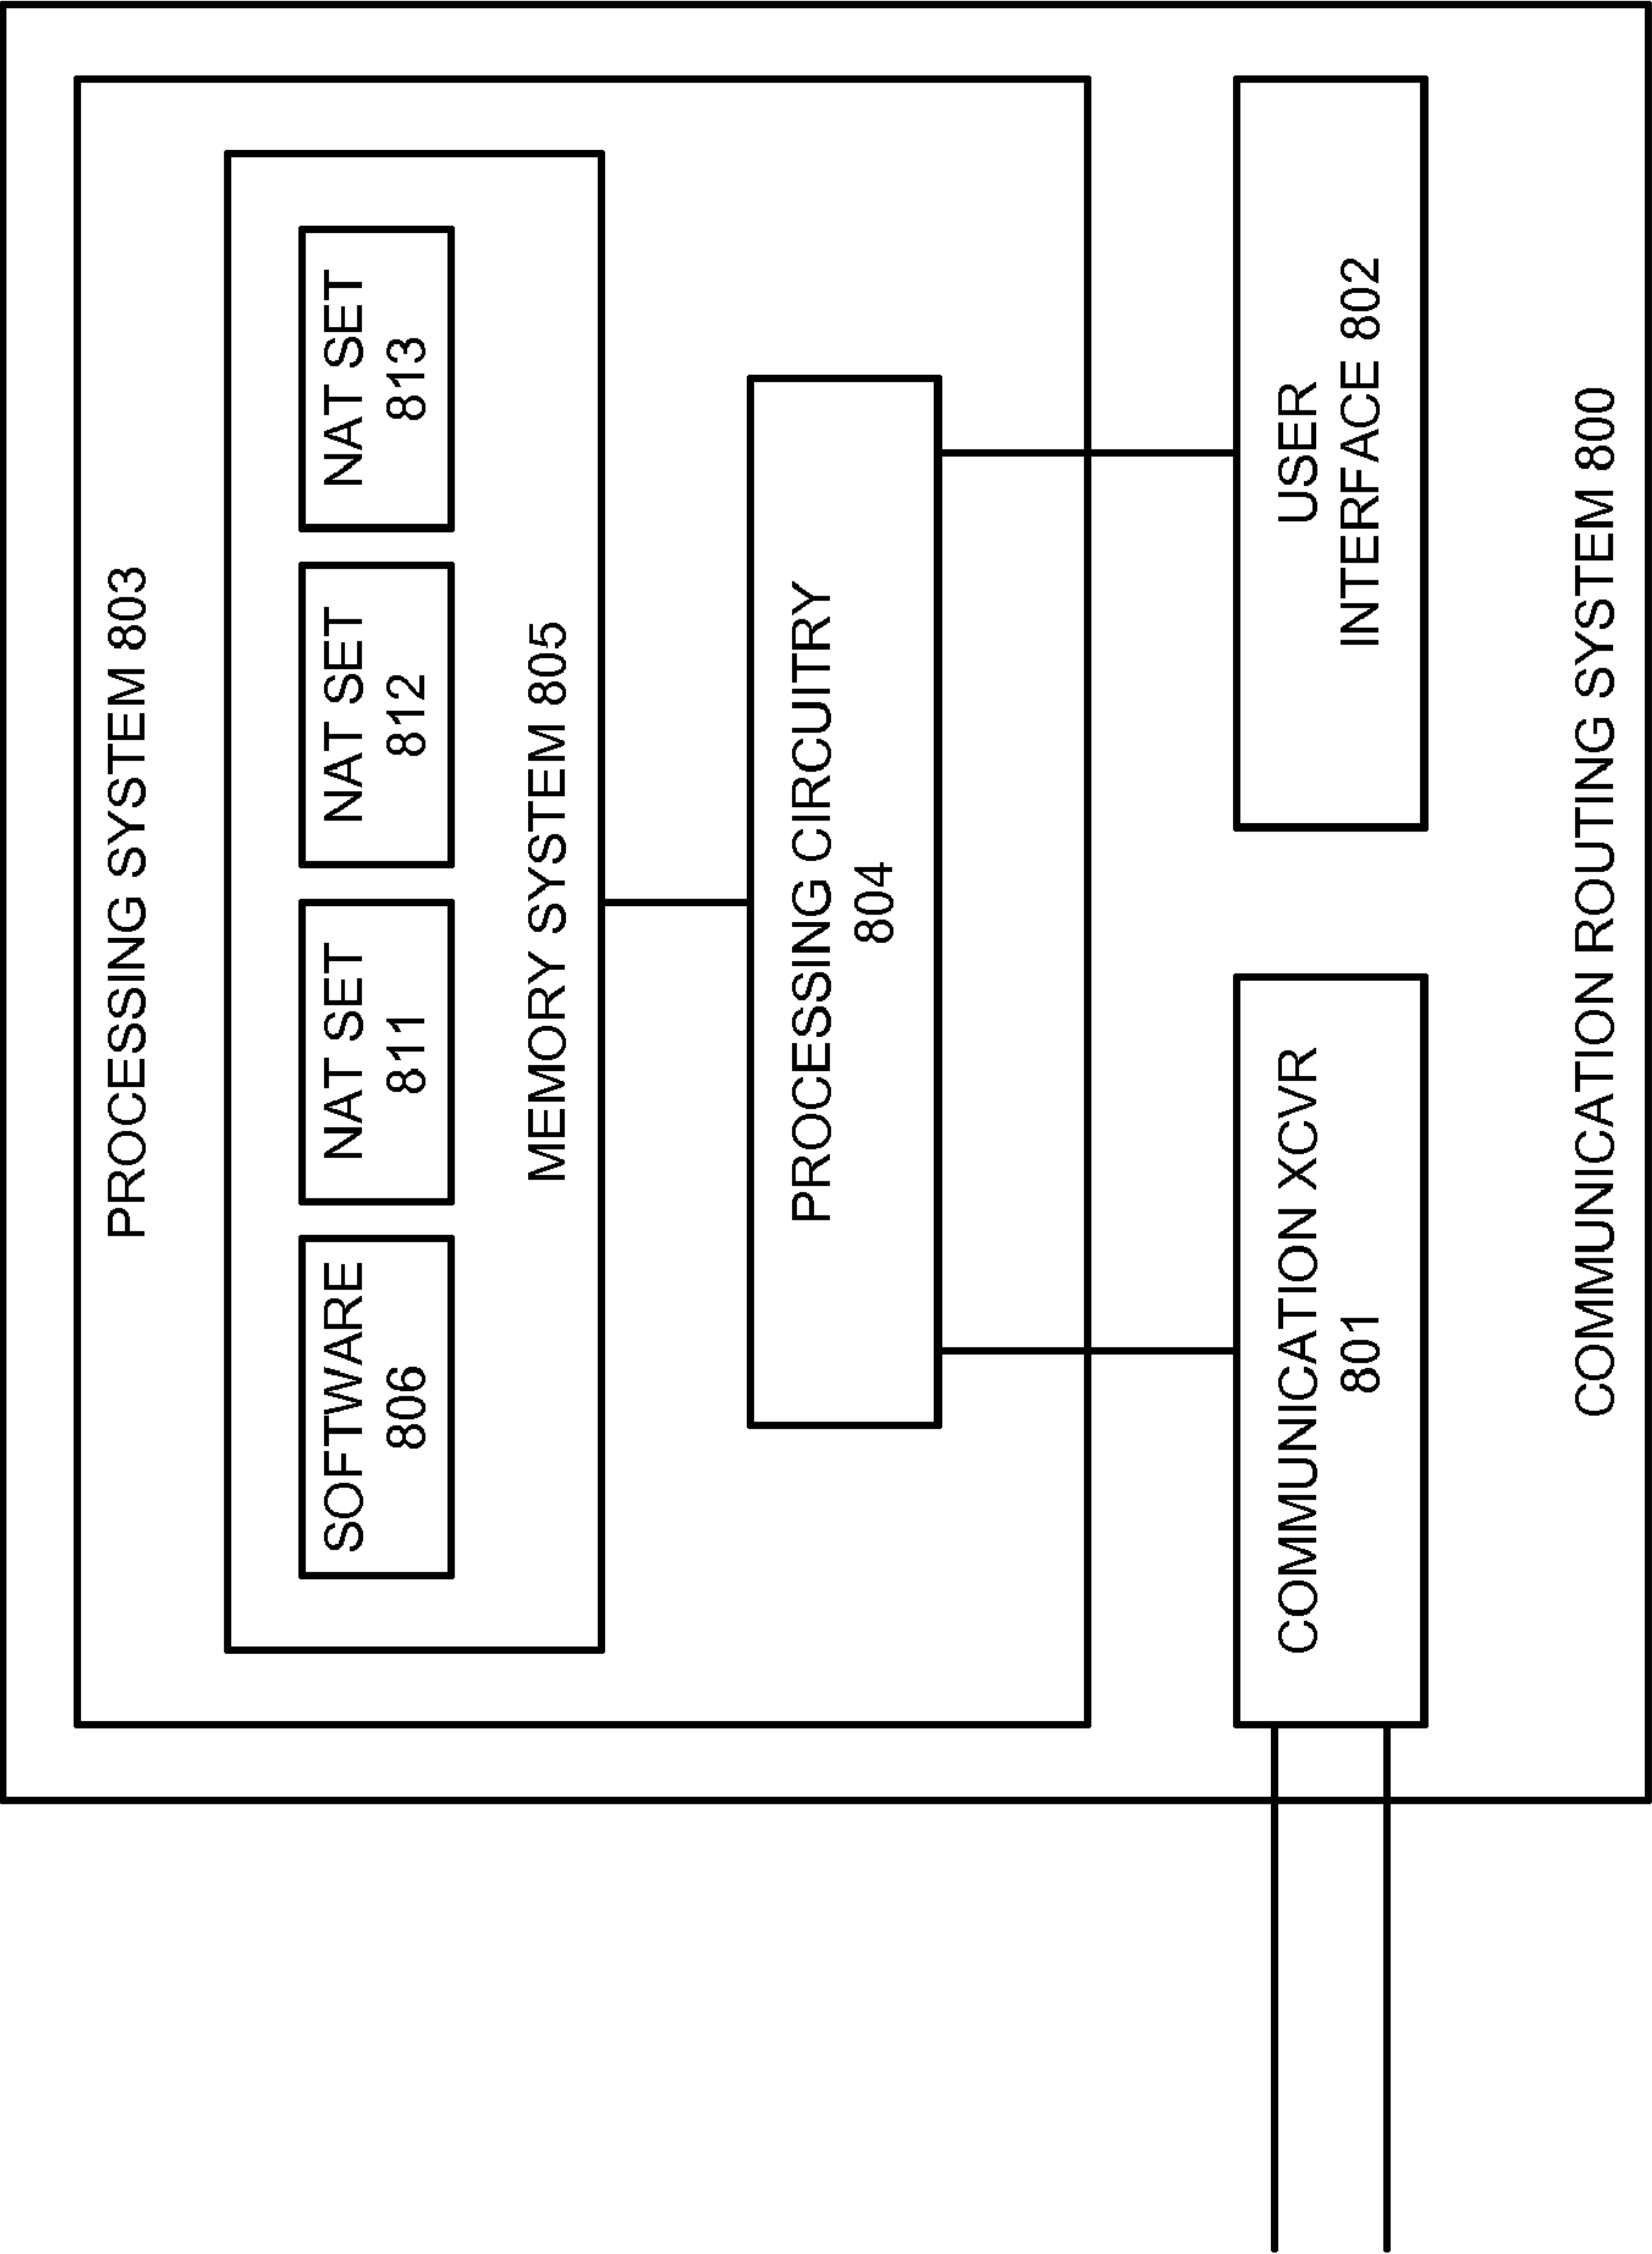 PROCESSING SYSTEM 803
SOFTWARE
806
NAT SET
811
NAT SET
812
NAT SET
813
MEMORY SYSTEM 805
PROCESSING CIRCUITRY
804
COMMUNICATION XCVR
801
USER
INTERFACE 802
COMMUNICATION ROUTING SYSTEM 800